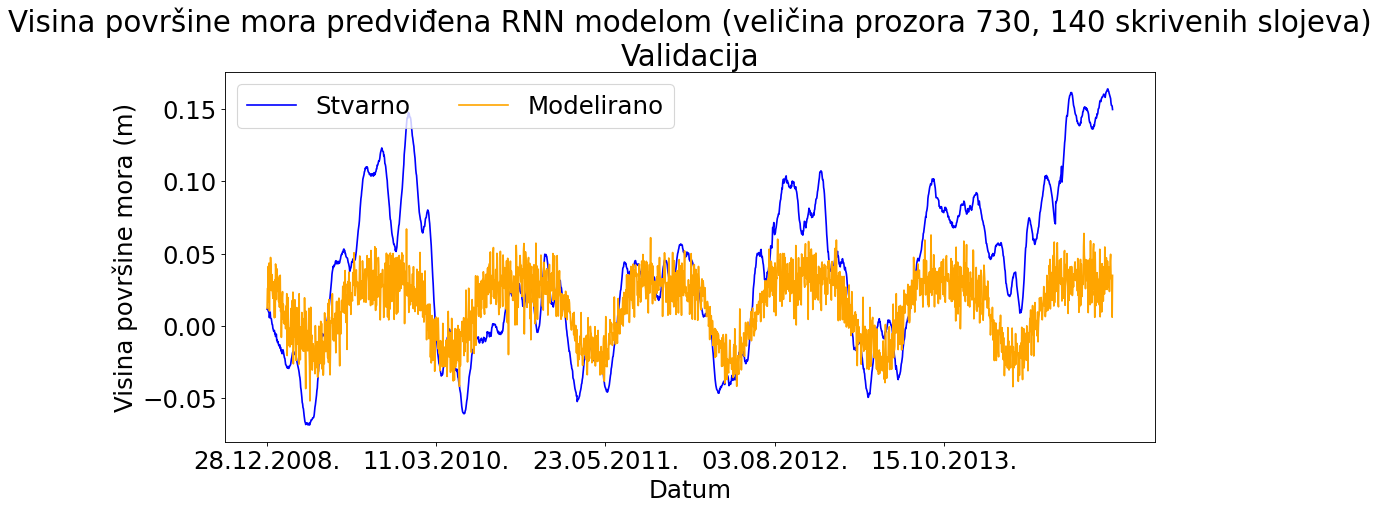 Visina površine mora predviđena RNN modelom (veličina prozora 730, 140 skrivenih slojeva)
Validacija
Stvarno Modelirano
Visina površine mora (m)
0.15
0.10
0.05
0.00
−0.05
28.12.2008. 11.03.2010. 23.05.2011. 03.08.2012. 15.10.2013.
Datum